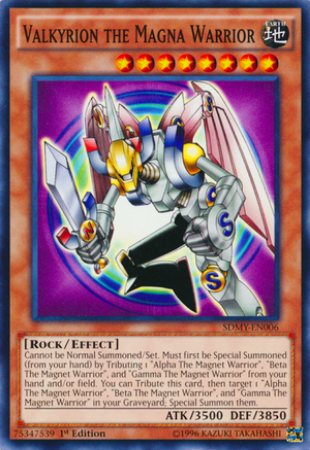 VALKYRION THE MAGNA WARRIOR
EARTH
地
N
S
S
SDMY-EN006
[ROCK/EFFECT]
Cannot be Normal Summoned/Set. Must first be Special Summoned
(from your hand) by Tributing 1 "Alpha The Magnet Warrior", "Beta
The Magnet Warrior", and "Gamma The Magnet Warrior" from your
hand and/or field. You can Tribute this card, then target 1 "Alpha
The Magnet Warrior", "Beta The Magnet Warrior", and "Gamma The
Magnet Warrior" in your Graveyard; Special Summon them.
ATK/3500 DEF/3850
75347539 1st Edition ©1996 KAZUKI TAKAHASHI